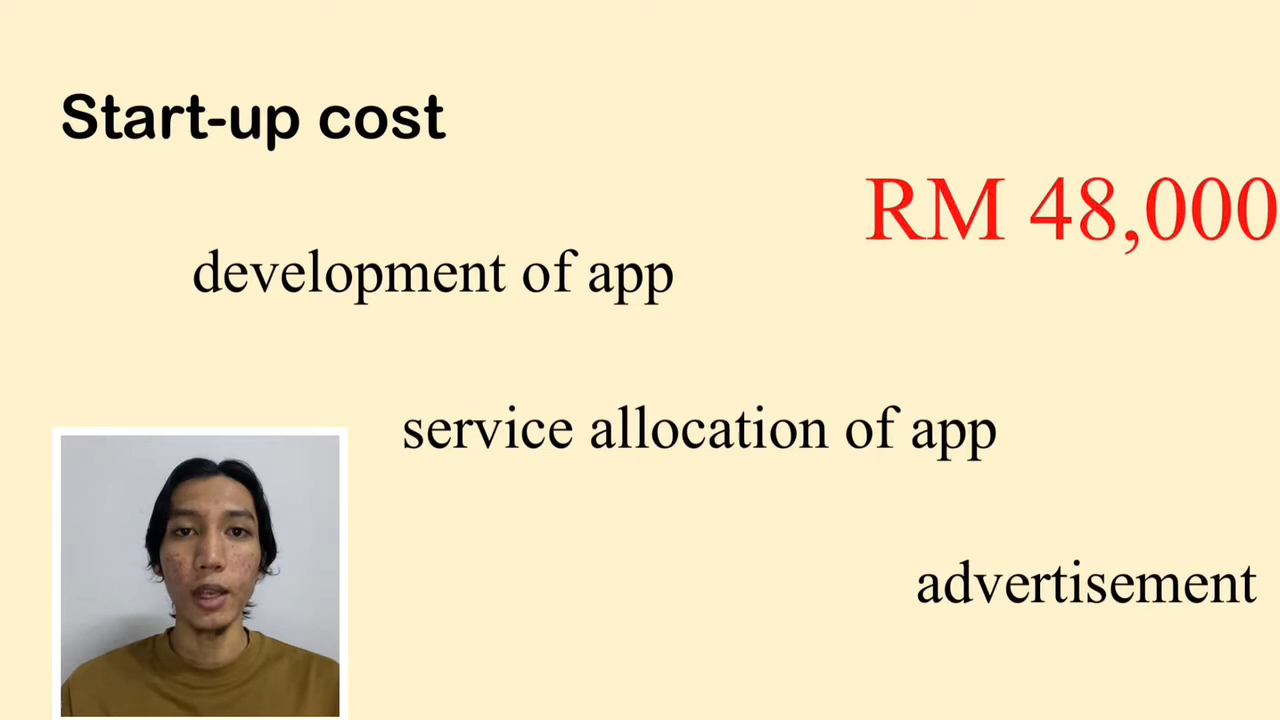 Start-up cost
RM 48,000
development of app
service allocation of app
advertisement